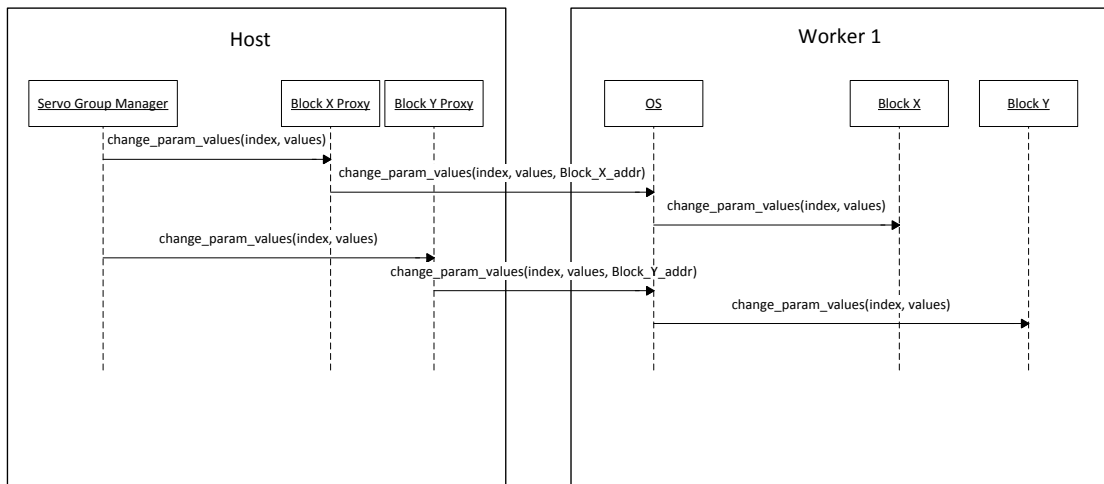 Host
Worker 1
Servo Group Manager
Block X Proxy
Block Y Proxy
OS
Block X
Block Y
change_param_values(index, values)
change_param_values(index, values, Block_X_addr)
change_param_values(index, values)
change_param_values(index, values)
change_param_values(index, values, Block_Y_addr)
change_param_values(index, values)